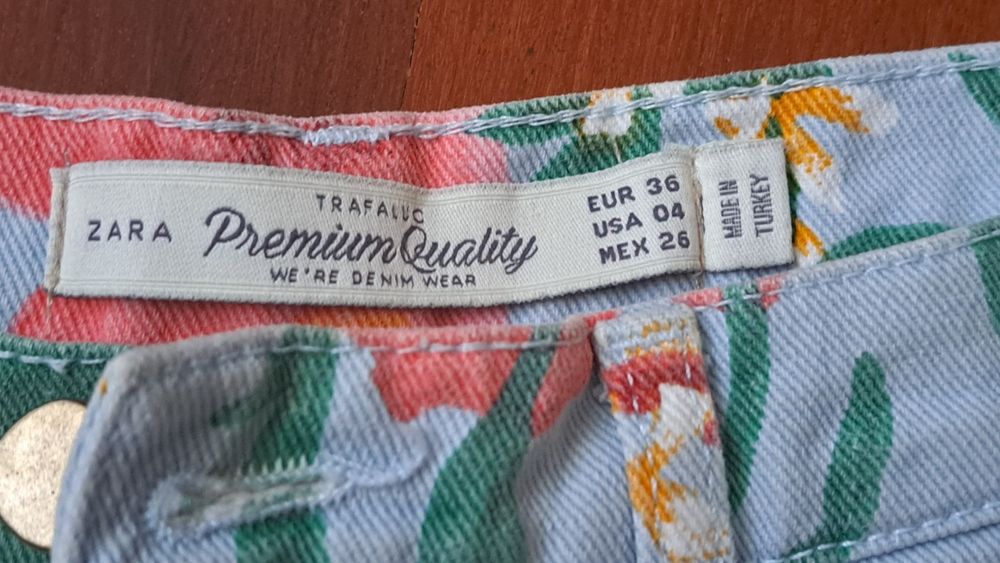 ZARA
TRAFALUC
Premium Quality
WE'RE DENIM WEAR
EUR 36
USA 04
MEX 26
MADE IN
TURKEY